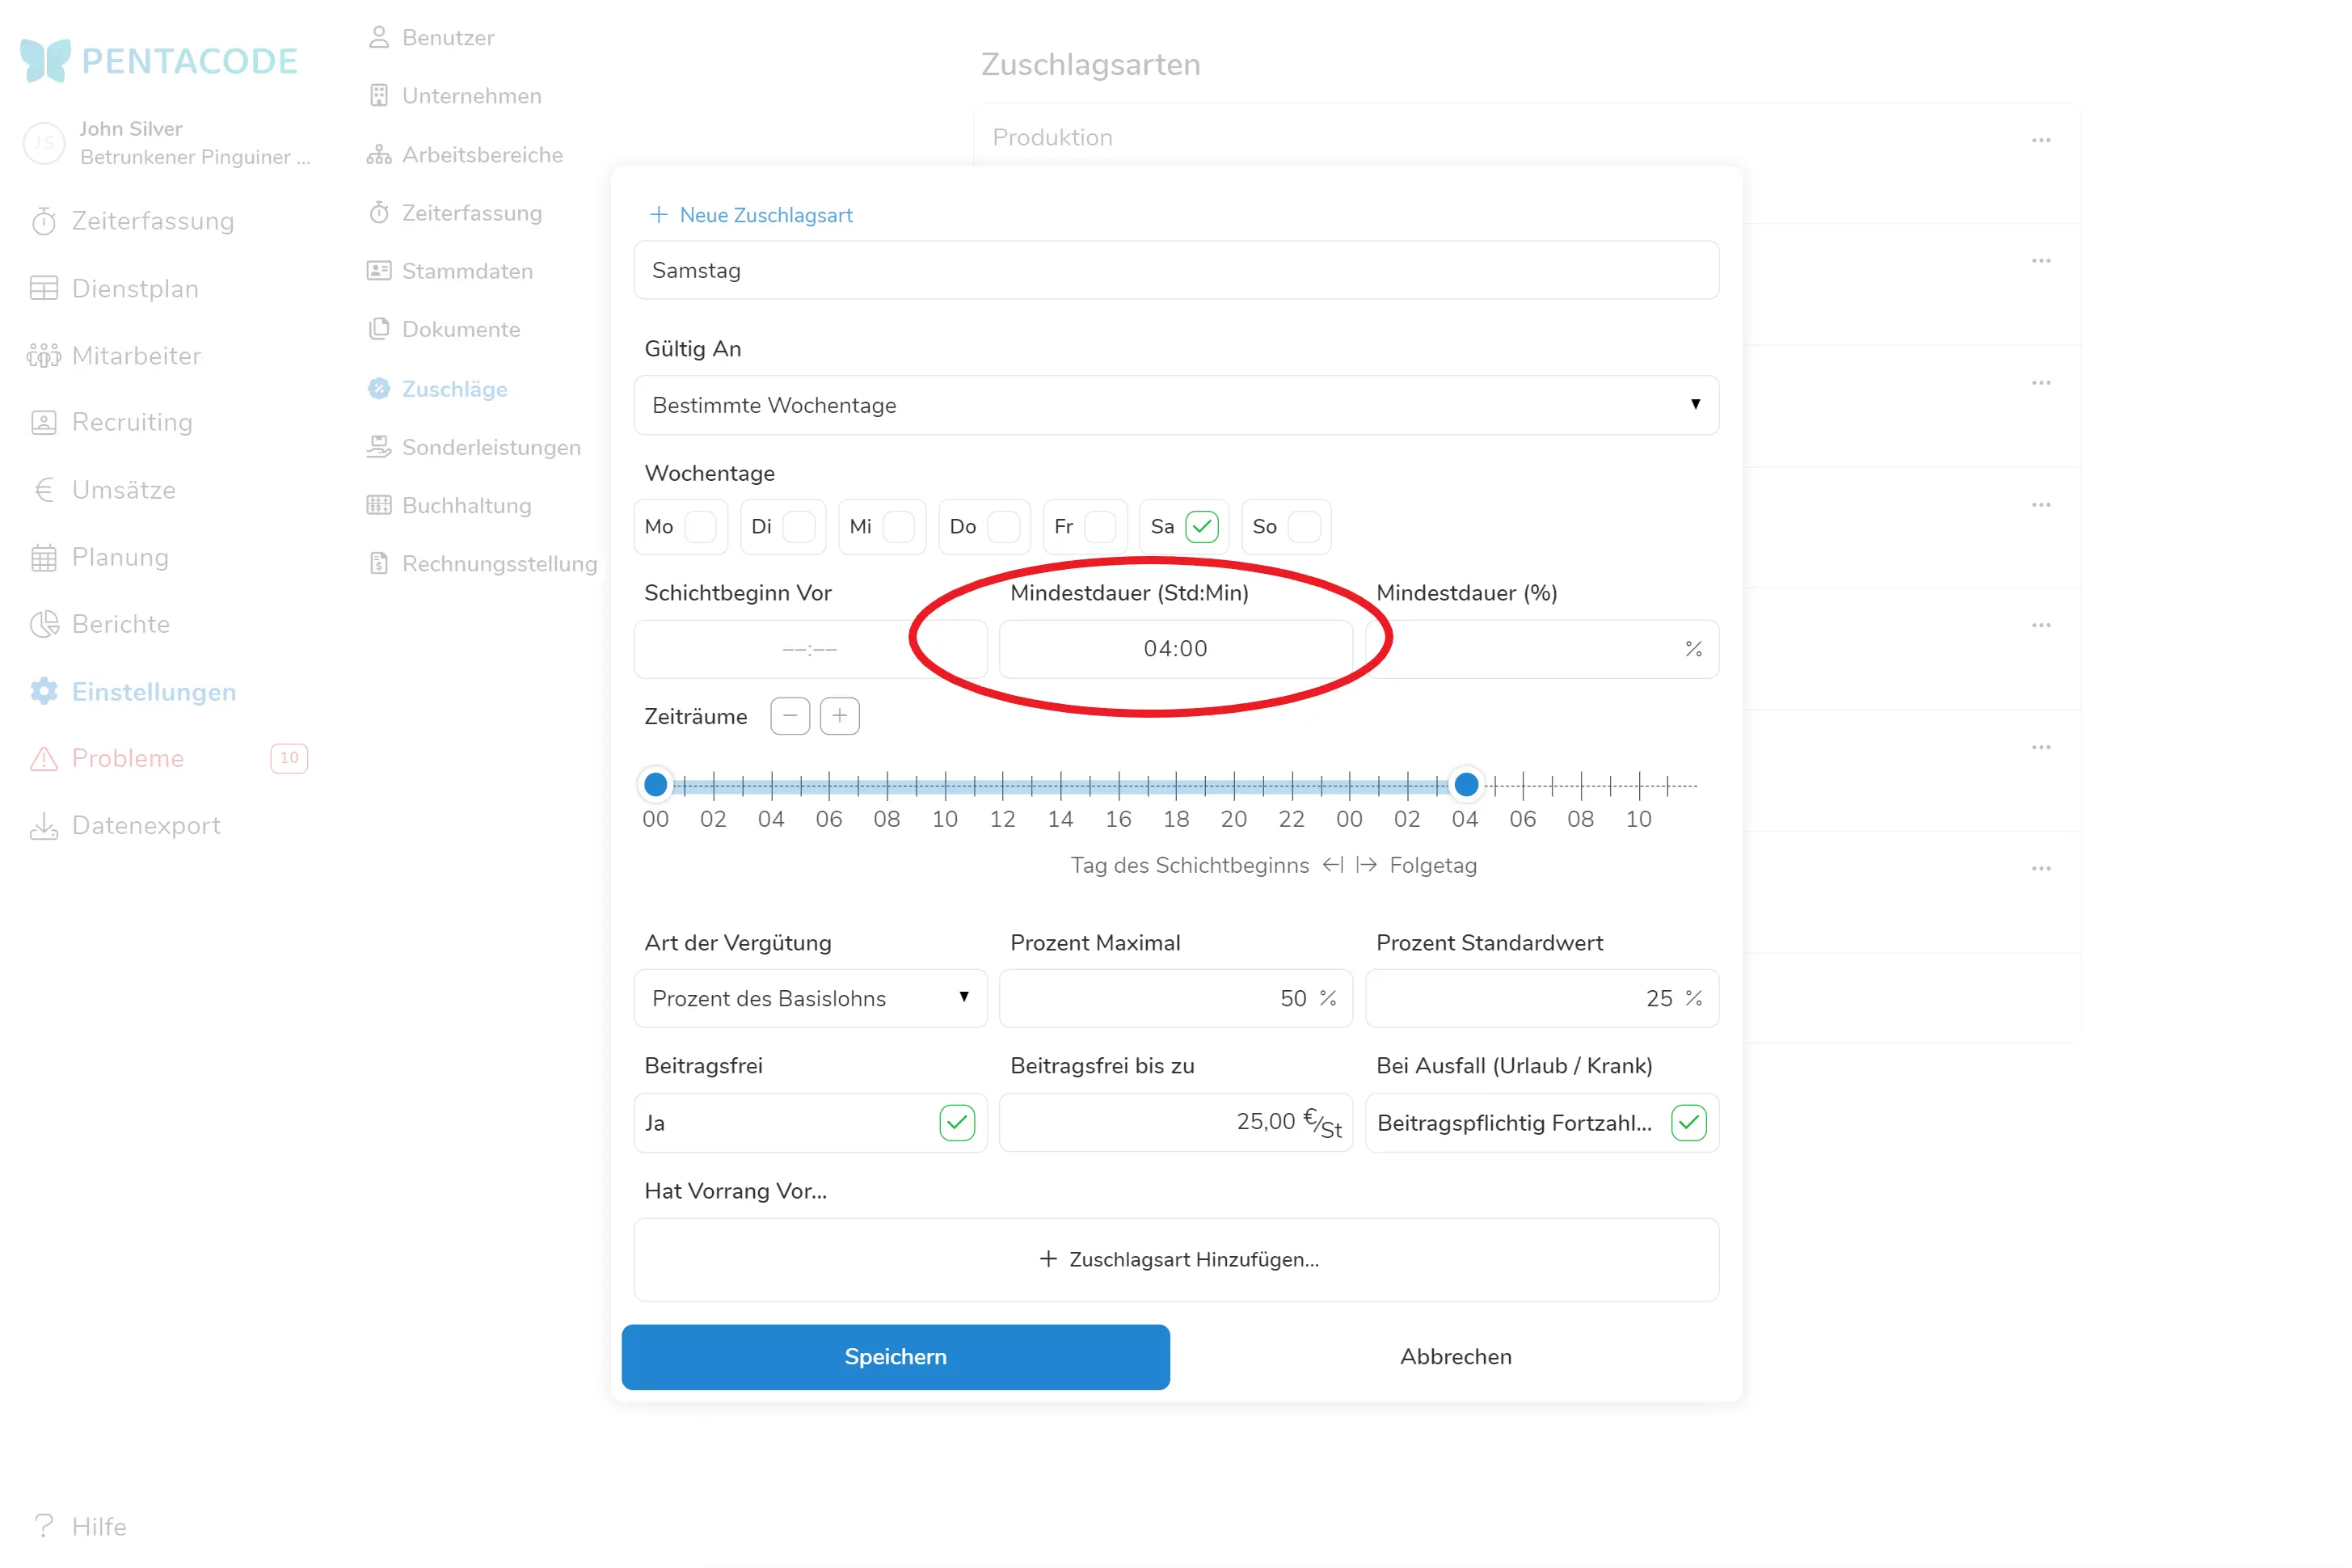 PENTACODE
JS
John Silver
Betrunkener Pinguiner ...
Zeiterfassung
Dienstplan
Mitarbeiter
Recruiting
Umsätze
Planung
Berichte
Einstellungen
Probleme 10
Datenexport
Hilfe
Benutzer
Unternehmen
Arbeitsbereiche
Zeiterfassung
Stammdaten
Dokumente
Zuschläge
Sonderleistungen
Buchhaltung
Rechnungsstellung
Zuschlagsarten
Produktion
+ Neue Zuschlagsart
Samstag
Gültig An
Bestimmte Wochentage
Wochentage
Mo Di Mi Do Fr Sa So
Schichtbeginn Vor Mindestdauer (Std:Min) Mindestdauer (%)
--:-- 04:00 %
Zeiträume − +
00 02 04 06 08 10 12 14 16 18 20 22 00 02 04 06 08 10
Tag des Schichtbeginns ←| |→ Folgetag
Art der Vergütung Prozent Maximal Prozent Standardwert
Prozent des Basislohns 50 % 25 %
Beitragsfrei Beitragsfrei bis zu Bei Ausfall (Urlaub / Krank)
Ja 25,00 €/St Beitragspflichtig Fortzahl...
Hat Vorrang Vor...
+ Zuschlagsart Hinzufügen...
Speichern Abbrechen